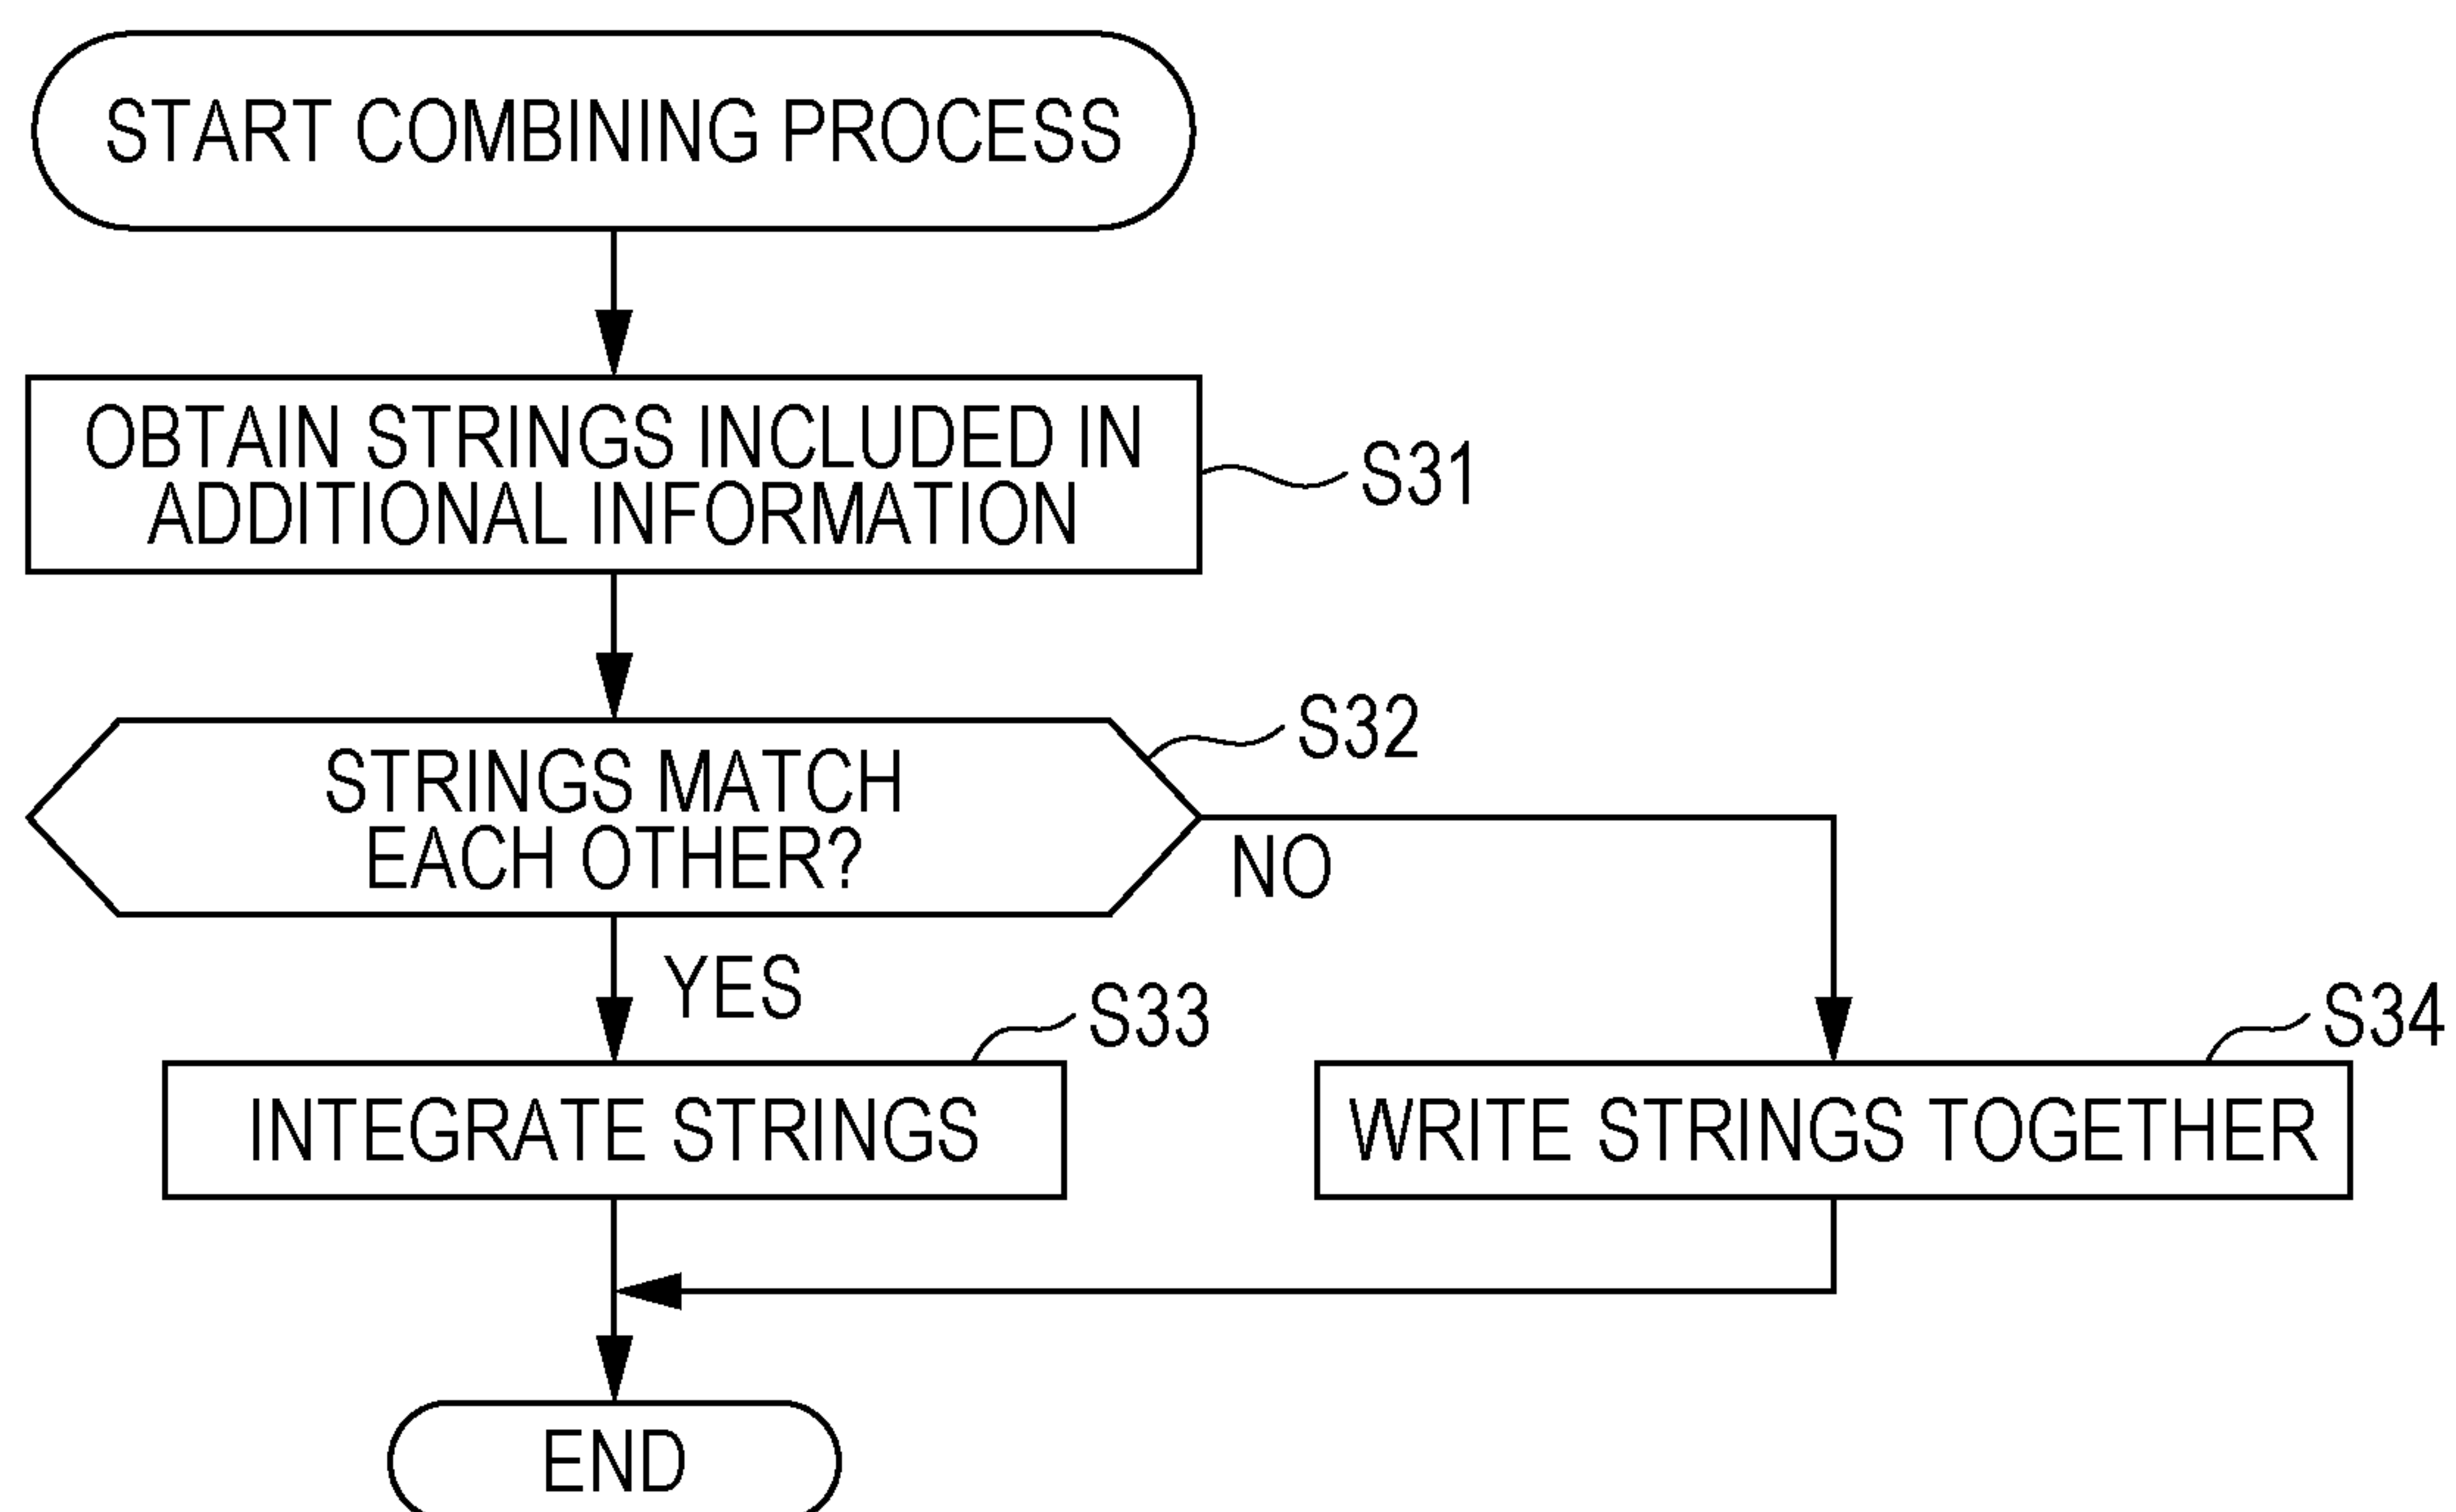 START COMBINING PROCESS
OBTAIN STRINGS INCLUDED IN
ADDITIONAL INFORMATION
S31
STRINGS MATCH
EACH OTHER?
S32
NO
YES
S33
INTEGRATE STRINGS
S34
WRITE STRINGS TOGETHER
END